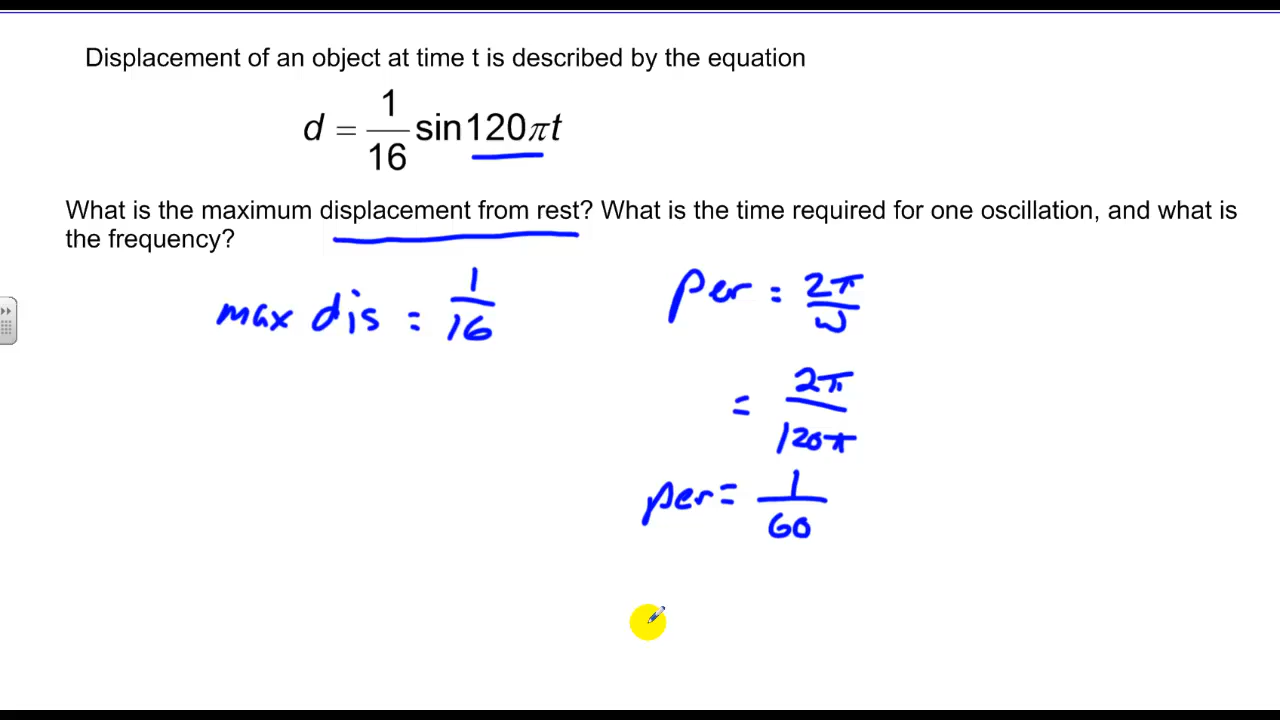 Displacement of an object at time t is described by the equation
d = 1/16 sin120πt
What is the maximum displacement from rest? What is the time required for one oscillation, and what is
the frequency?
max dis = 1/16
per = 2π/w
= 2π/120π
per = 1/60